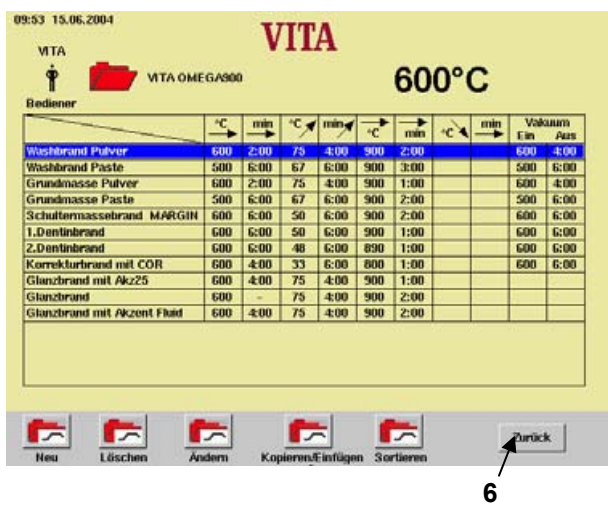 09:53 15.06.2004
VITA
VITA
VITA OMEGA900
600°C
Bediener
°C min °C min °C min °C min Vakuum
Ein Aus
Washbrand Pulver 600 2:00 75 4:00 900 2:00 600 4:00
Washbrand Paste 500 6:00 67 6:00 900 3:00 500 6:00
Grundmasse Pulver 600 2:00 75 4:00 900 1:00 600 4:00
Grundmasse Paste 500 6:00 67 6:00 900 2:00 500 6:00
Schultermassebrand MARGIN 600 6:00 50 6:00 900 2:00 600 6:00
1.Dentinbrand 600 6:00 50 6:00 900 1:00 600 6:00
2.Dentinbrand 600 6:00 48 6:00 890 1:00 600 6:00
Korrekturbrand mit COR 600 4:00 33 6:00 800 1:00 600 6:00
Glanzbrand mit Akz25 600 4:00 75 4:00 900 1:00
Glanzbrand 600 - 75 4:00 900 2:00
Glanzbrand mit Akzent Fluid 600 4:00 75 4:00 900 2:00
Neu Löschen Ändern Kopieren/Einfügen Sortieren Zurück
6